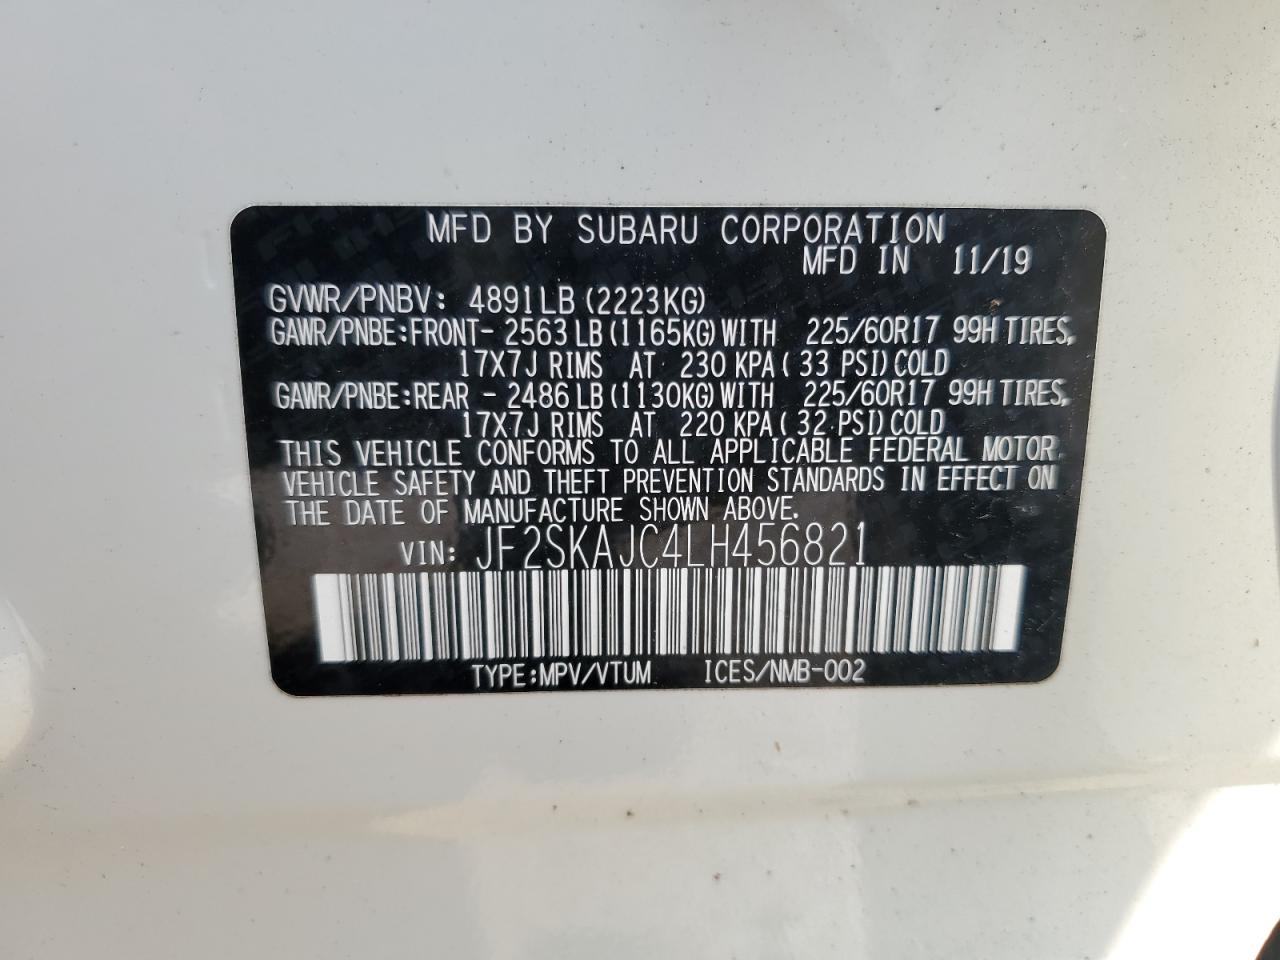 MFD BY SUBARU CORPORATION
MFD IN 11/19
GVWR/PNBV: 4891LB (2223KG)
GAWR/PNBE:FRONT- 2563 LB (1165KG) WITH 225/60R17 99H TIRES,
17X7J RIMS AT 230 KPA ( 33 PSI) COLD
GAWR/PNBE:REAR - 2486 LB (1130KG) WITH 225/60R17 99H TIRES,
17X7J RIMS AT 220 KPA ( 32 PSI) COLD
THIS VEHICLE CONFORMS TO ALL APPLICABLE FEDERAL MOTOR
VEHICLE SAFETY AND THEFT PREVENTION STANDARDS IN EFFECT ON
THE DATE OF MANUFACTURE SHOWN ABOVE.
VIN: JF2SKAJC4LH456821
TYPE:MPV/VTUM ICES/NMB-002